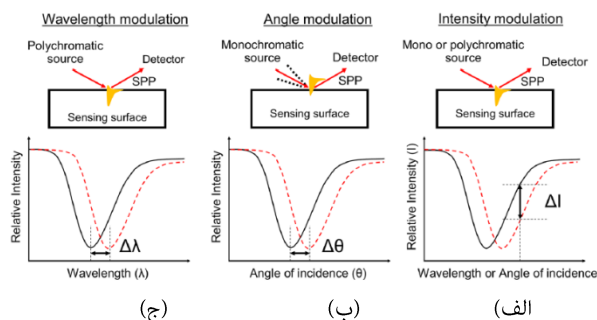 Wavelength modulation
Polychromatic
source
Detector
SPP
Sensing surface
Relative Intensity
Δλ
Wavelength (λ)
(ج)
Angle modulation
Monochromatic
source
Detector
SPP
Sensing surface
Relative Intensity
Δθ
Angle of incidence (θ)
(ب)
Intensity modulation
Mono or polychromatic
source
Detector
SPP
Sensing surface
Relative Intensity (I)
ΔI
Wavelength or Angle of incidence
الف)